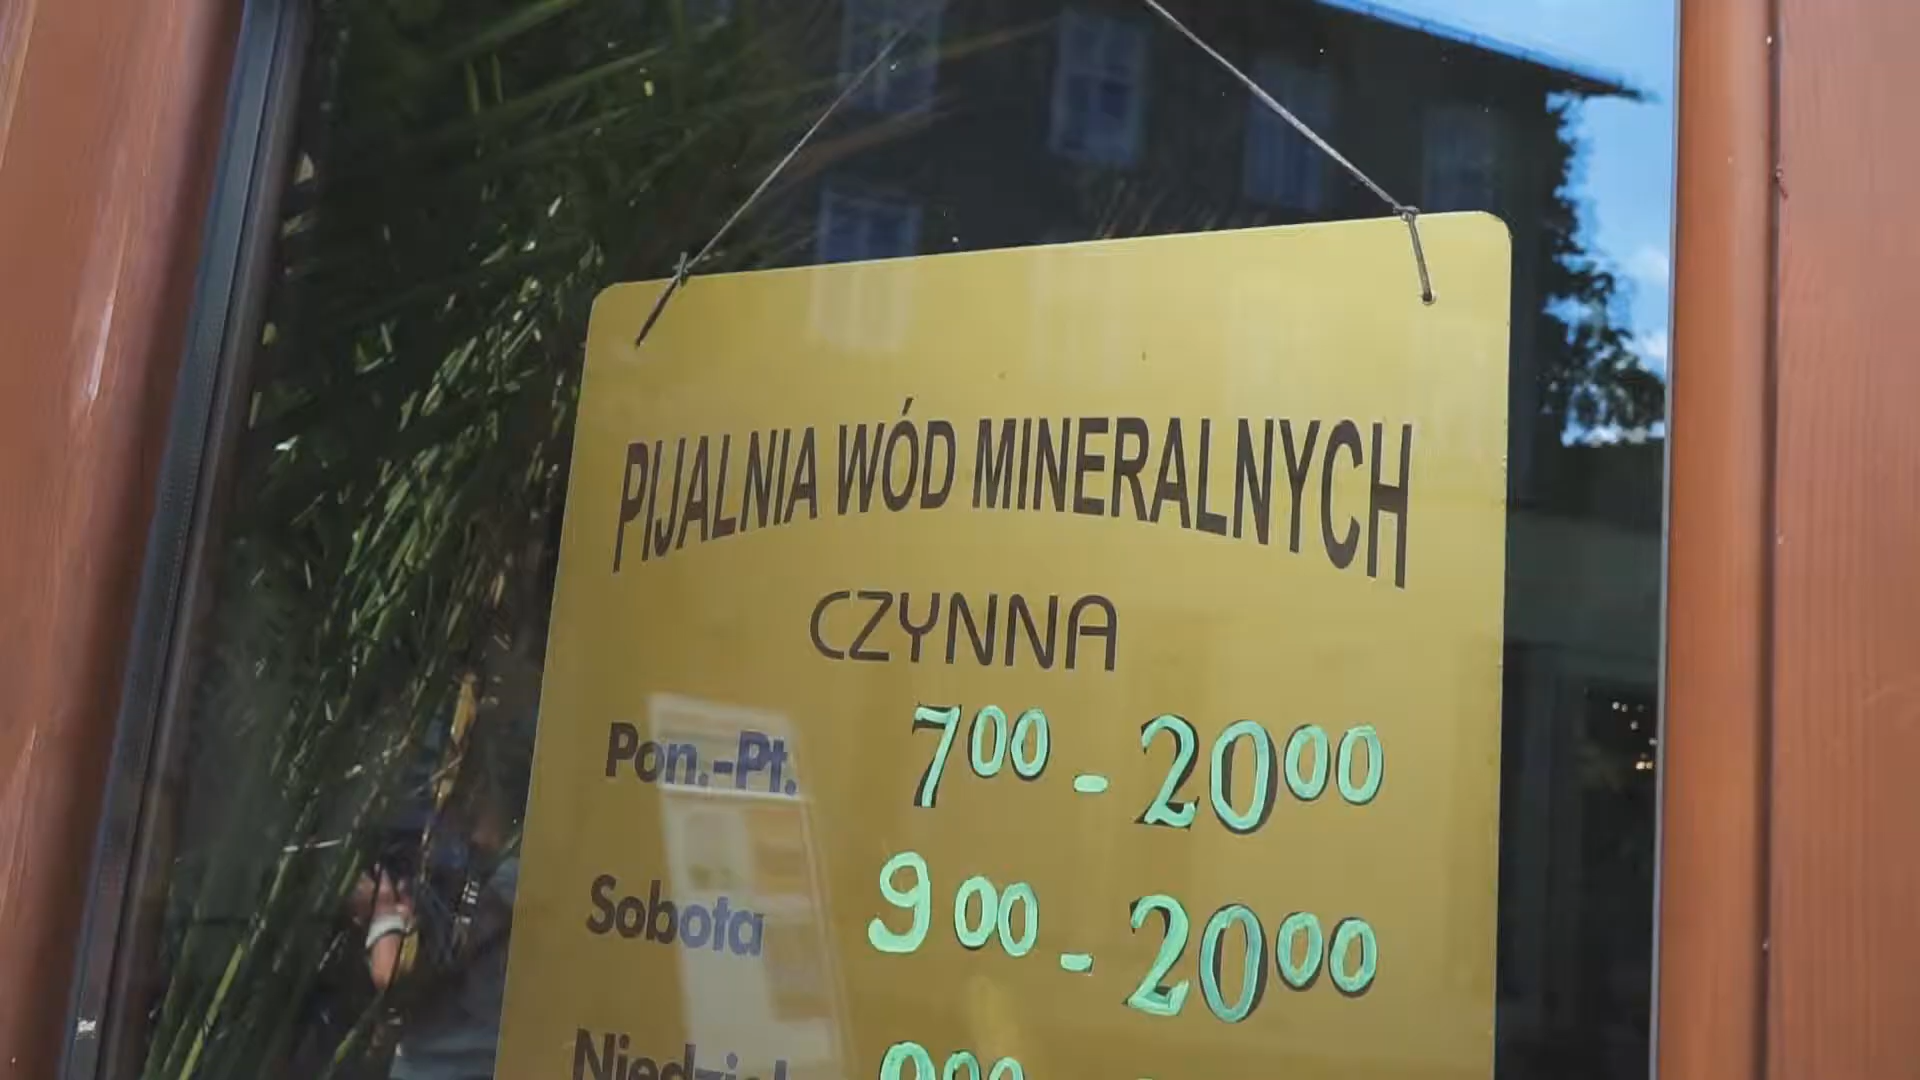 PIJALNIA WÓD MINERALNYCH
CZYNNA
Pon.-Pt. 7⁰⁰ - 20⁰⁰
Sobota 9⁰⁰ - 20⁰⁰